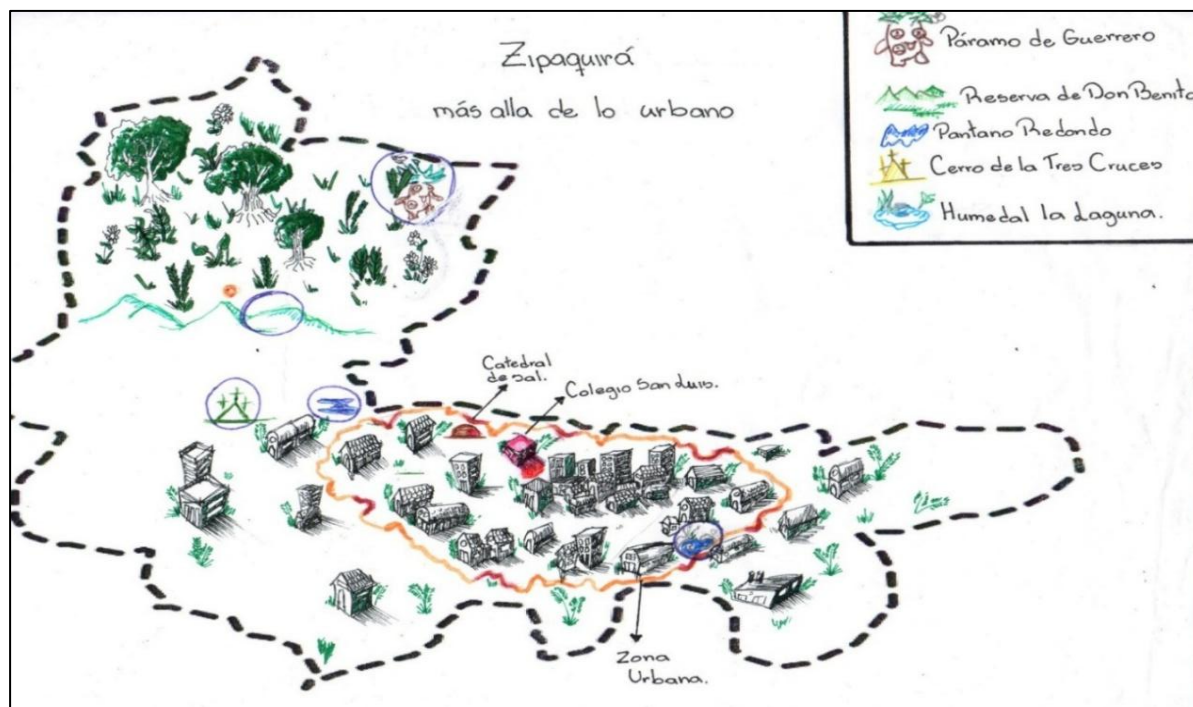 Zipaquirá
más alla de lo urbano
Páramo de Guerrero
Reserva de Don Benito
Pantano Redondo
Cerro de la Tres Cruces
Humedal la Laguna.
Catedral
de sal.
Colegio San Luis.
Zona
Urbana.